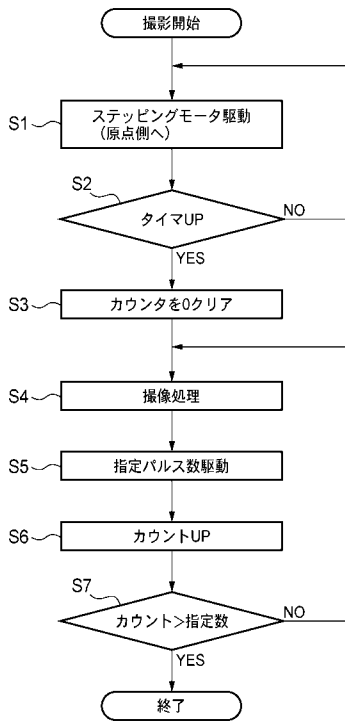 撮影開始
S1
ステッピングモータ駆動
(原点側へ)
S2
タイマUP
NO
YES
S3
カウンタを0クリア
S4
撮像処理
S5
指定パルス数駆動
S6
カウントUP
S7
カウント>指定数
NO
YES
終了